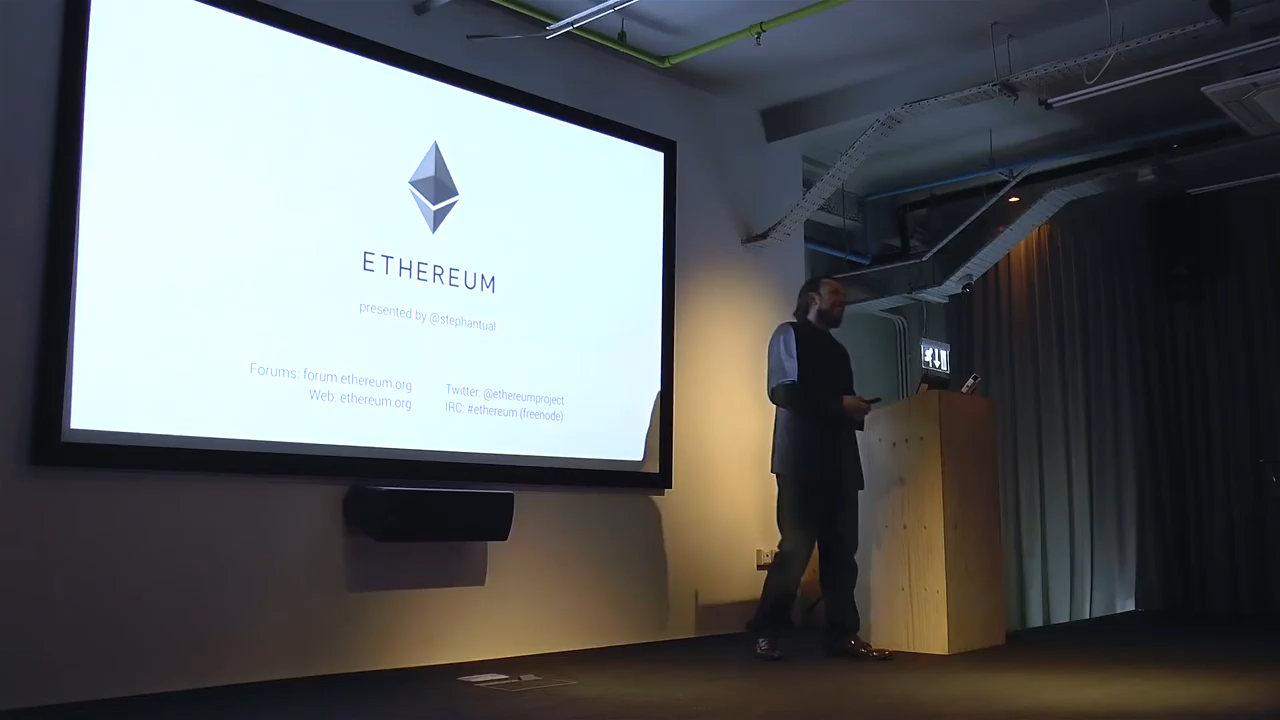 ETHEREUM
presented by @stephantual
Forums: forum.ethereum.org
Web: ethereum.org
Twitter: @ethereumproject
IRC: #ethereum (freenode)